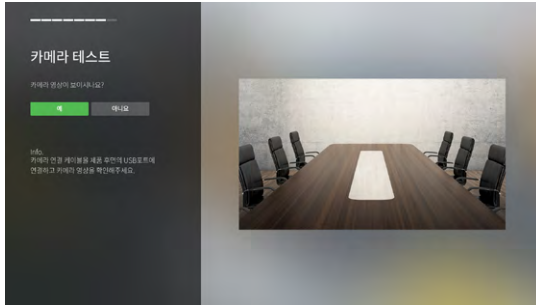 카메라 테스트
카메라 영상이 보이시나요?
예
아니요
Info.
카메라 연결 케이블을 제품 후면의 USB포트에
연결하고 카메라 영상을 확인해주세요.